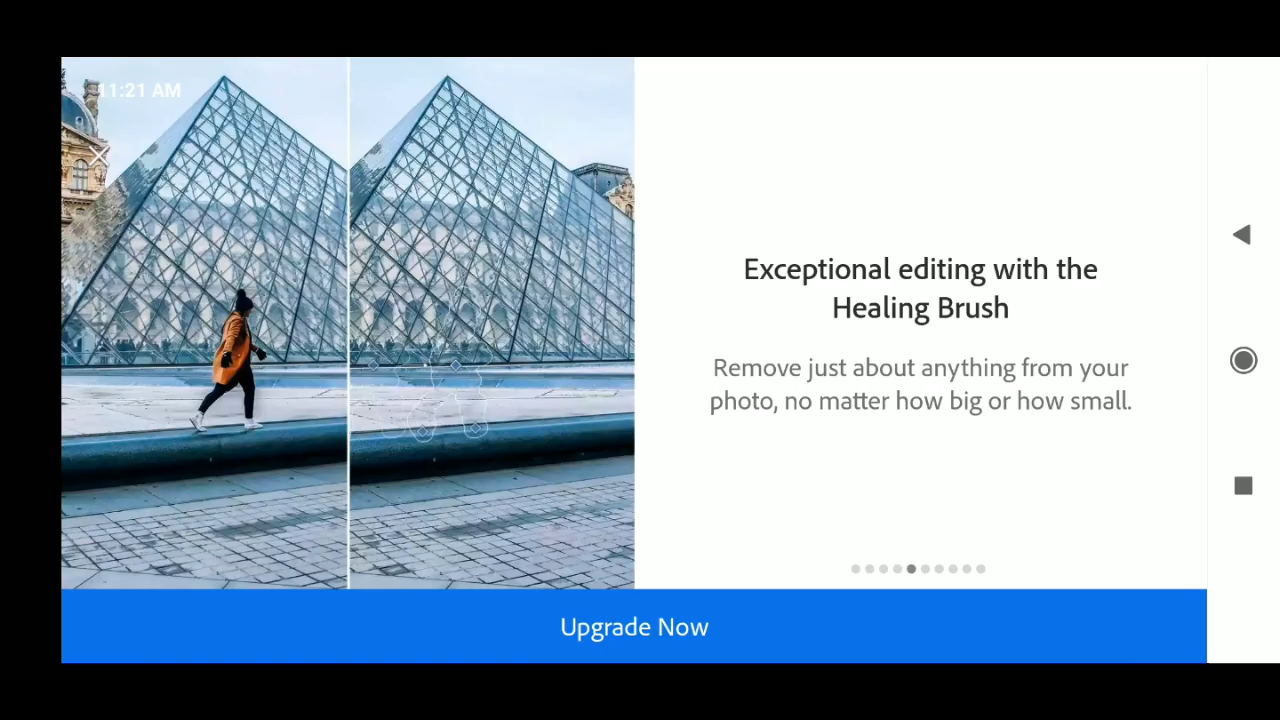 11:21 AM
Exceptional editing with the
Healing Brush
Remove just about anything from your
photo, no matter how big or how small.
Upgrade Now